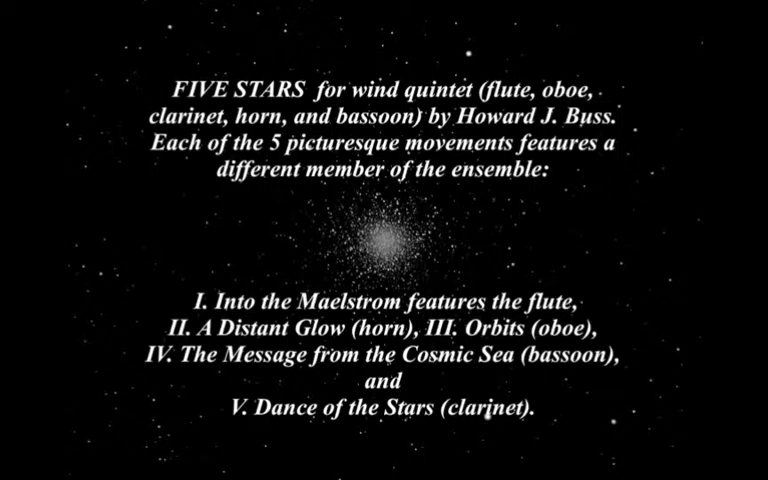 FIVE STARS for wind quintet (flute, oboe,
clarinet, horn, and bassoon) by Howard J. Buss.
Each of the 5 picturesque movements features a
different member of the ensemble:
I. Into the Maelstrom features the flute,
II. A Distant Glow (horn), III. Orbits (oboe),
IV. The Message from the Cosmic Sea (bassoon),
and
V. Dance of the Stars (clarinet).